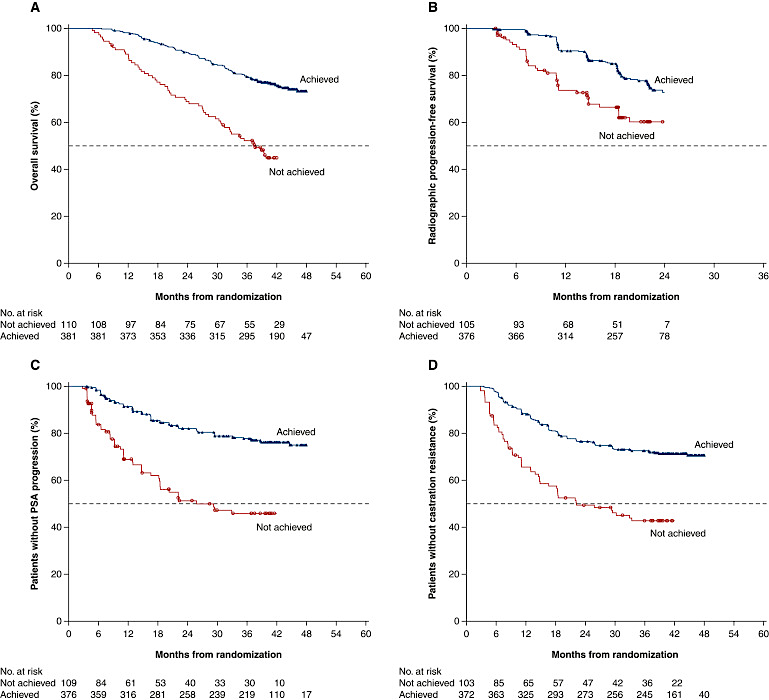 A
Overall survival (%)
100
80
60
40
20
0
Achieved
Not achieved
0 6 12 18 24 30 36 42 48 54 60
Months from randomization
No. at risk
Not achieved 110 108 97 84 75 67 55 29
Achieved 381 381 373 353 336 315 295 190 47
B
Radiographic progression-free survival (%)
100
80
60
40
20
0
Achieved
Not achieved
0 6 12 18 24 30 36
Months from randomization
No. at risk
Not achieved 105 93 68 51 7
Achieved 376 366 314 257 78
C
Patients without PSA progression (%)
100
80
60
40
20
0
Achieved
Not achieved
0 6 12 18 24 30 36 42 48 54 60
Months from randomization
No. at risk
Not achieved 109 84 61 53 40 33 30 10
Achieved 376 359 316 281 258 239 219 110 17
D
Patients without castration resistance (%)
100
80
60
40
20
0
Achieved
Not achieved
0 6 12 18 24 30 36 42 48 54 60
Months from randomization
No. at risk
Not achieved 103 85 65 57 47 42 36 22
Achieved 372 363 325 293 273 256 245 161 40